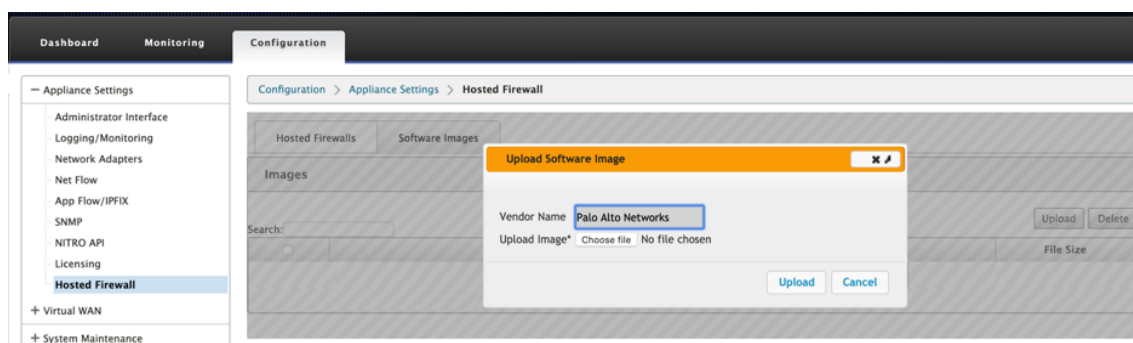 Dashboard Monitoring Configuration
Appliance Settings
Administrator Interface
Logging/Monitoring
Network Adapters
Net Flow
App Flow/IPFIX
SNMP
NITRO API
Licensing
Hosted Firewall
+ Virtual WAN
+ System Maintenance
Configuration > Appliance Settings > Hosted Firewall
Hosted Firewalls Software Images
Images
Search:
Upload Delete
File Size
Upload Software Image
Vendor Name Palo Alto Networks
Upload Image* Choose file No file chosen
Upload Cancel